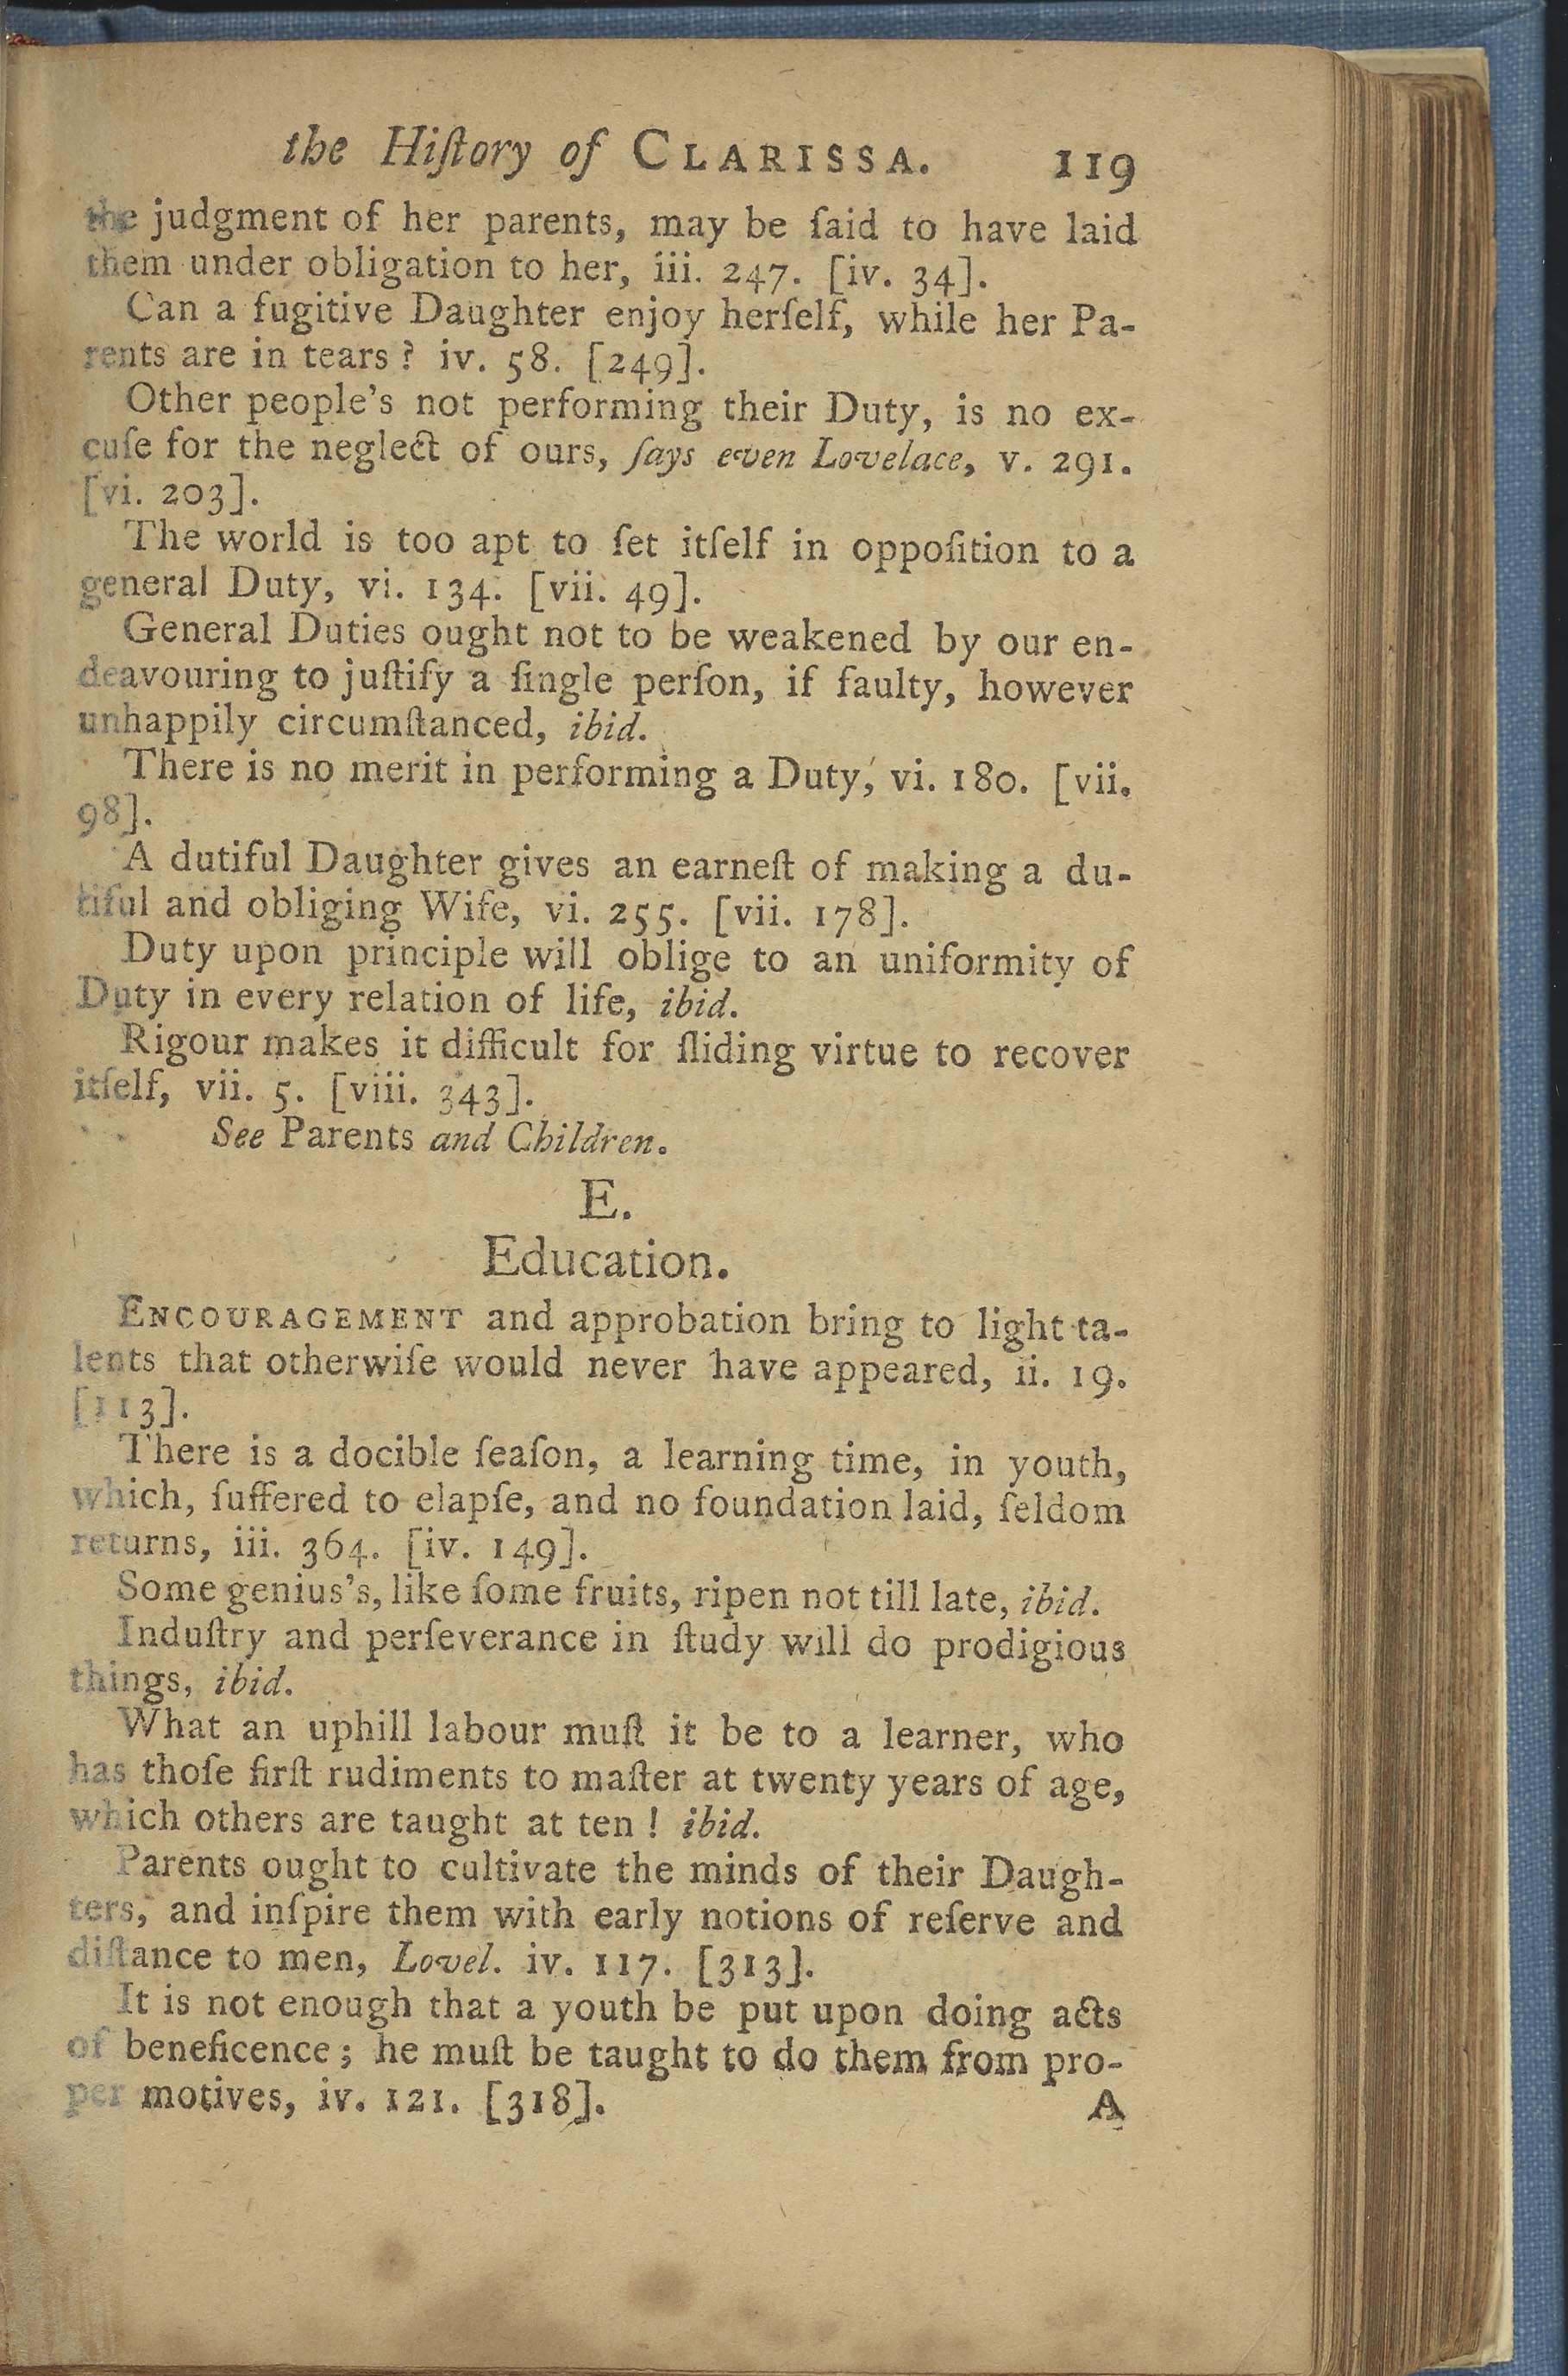 the Hiſtory of CLARISSA. 119
the judgment of her parents, may be ſaid to have laid
them under obligation to her, iii. 247. [iv. 34].
Can a fugitive Daughter enjoy herſelf, while her Pa-
rents are in tears? iv. 58. [249].
Other people's not performing their Duty, is no ex-
cuſe for the neglect of ours, ſays even Lovelace, v. 291.
[vi. 203].
The world is too apt to ſet itſelf in oppoſition to a
general Duty, vi. 134. [vii. 49].
General Duties ought not to be weakened by our en-
deavouring to juſtify a ſingle perſon, if faulty, however
unhappily circumſtanced, ibid.
There is no merit in performing a Duty, vi. 180. [vii.
98].
A dutiful Daughter gives an earneſt of making a du-
tiful and obliging Wife, vi. 255. [vii. 178].
Duty upon principle will oblige to an uniformity of
Duty in every relation of life, ibid.
Rigour makes it difficult for ſliding virtue to recover
itſelf, vii. 5. [viii. 343].
See Parents and Children.
E.
Education.
ENCOURAGEMENT and approbation bring to light ta-
lents that otherwiſe would never have appeared, ii. 19.
[113].
There is a docible ſeaſon, a learning time, in youth,
which, ſuffered to elapſe, and no foundation laid, ſeldom
returns, iii. 364. [iv. 149].
Some genius's, like ſome fruits, ripen not till late, ibid.
Induſtry and perſeverance in ſtudy will do prodigious
things, ibid.
What an uphill labour muſt it be to a learner, who
has thoſe firſt rudiments to maſter at twenty years of age,
which others are taught at ten! ibid.
Parents ought to cultivate the minds of their Daugh-
ters, and inſpire them with early notions of reſerve and
diſtance to men, Lovel. iv. 117. [313].
It is not enough that a youth be put upon doing acts
of beneficence; he muſt be taught to do them from pro-
per motives, iv. 121. [318].
A